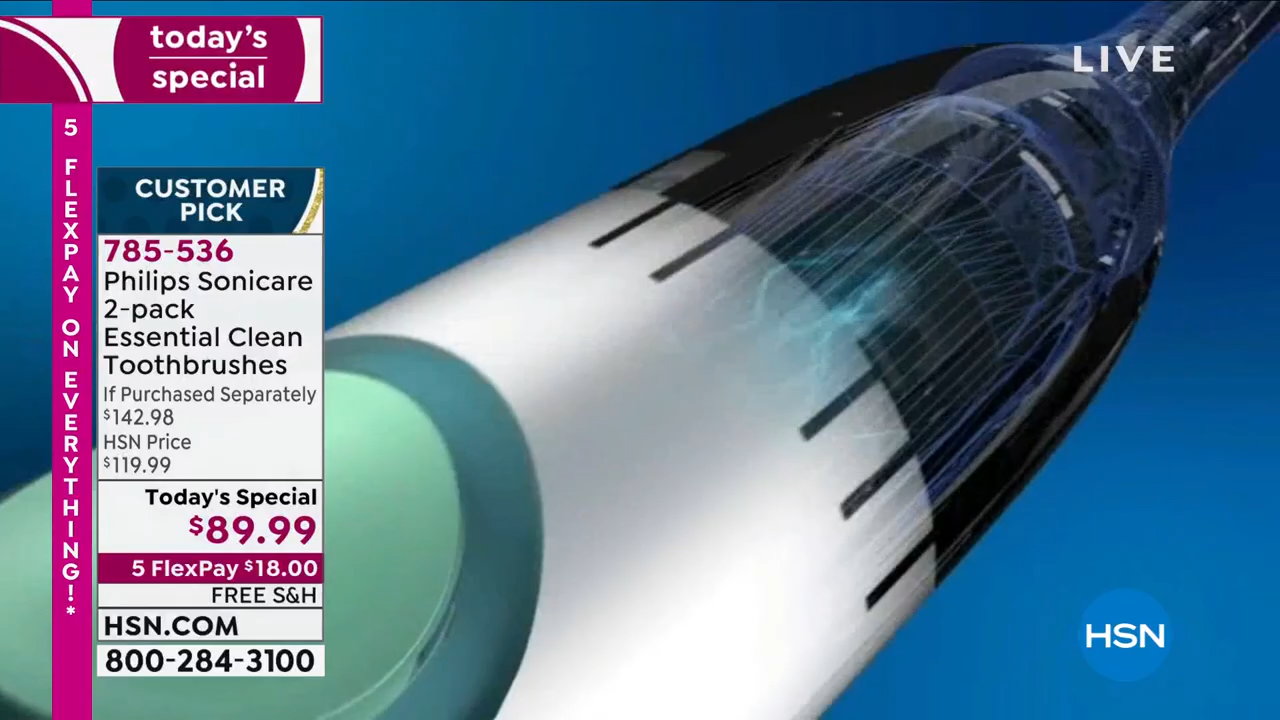 today's
special
LIVE
5 FLEXPAY ON EVERYTHING!*
CUSTOMER
PICK
785-536
Philips Sonicare
2-pack
Essential Clean
Toothbrushes
If Purchased Separately
$142.98
HSN Price
$119.99
Today's Special
$89.99
5 FlexPay $18.00
FREE S&H
HSN.COM
800-284-3100
HSN